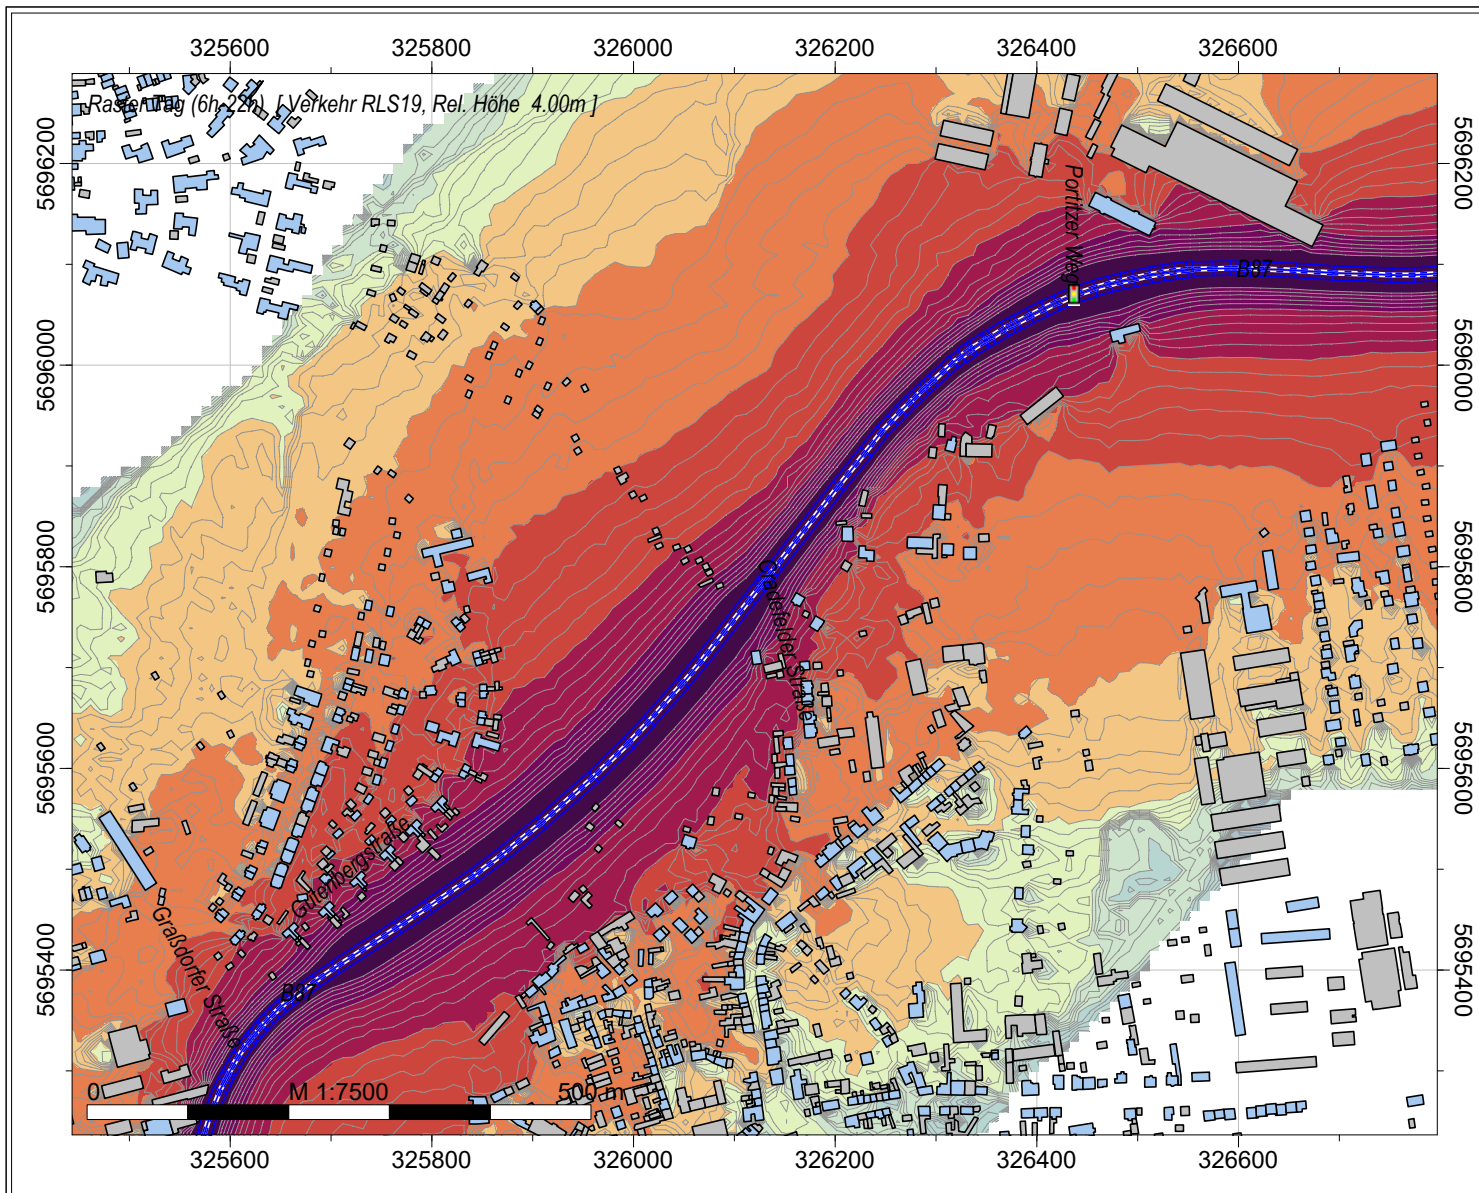 325600 325800 326000 326200 326400 326600
Raster Tag (6h-22h) [ Verkehr RLS19, Rel. Höhe 4.00m ]
5696200
5696200
Portitzer Weg
B87
5696000
5696000
5695800
5695800
Cradefelder Straße
5695600
5695600
Gutenbergstraße
Graßdorfer Straße
5695400
5695400
B87
0 M 1:7500 500 m
325600 325800 326000 326200 326400 326600